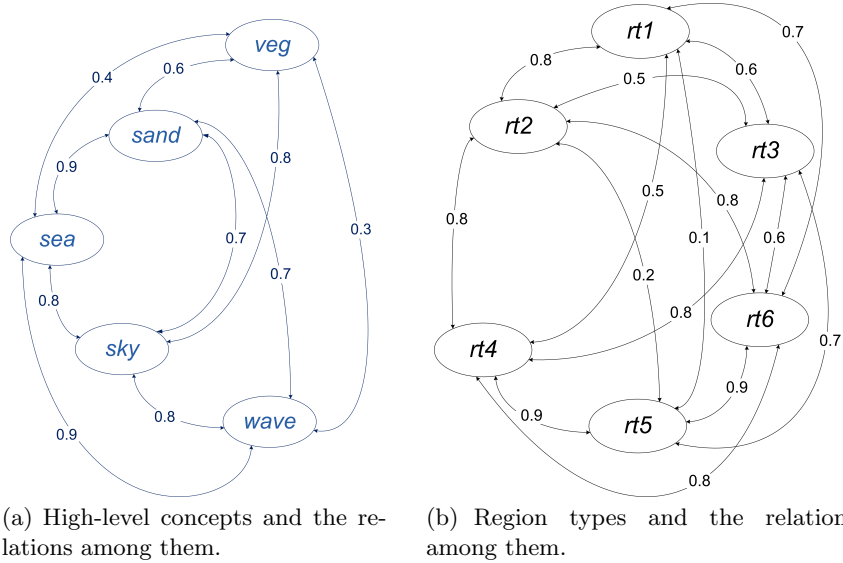 veg
0.6
0.4
sand
0.9
0.8
sea
0.7
0.3
0.7
0.8
sky
0.8
wave
0.9
(a) High-level concepts and the re-
lations among them.
rt1
0.7
0.8
0.6
0.5
rt2
rt3
0.5
0.8
0.8
0.1
0.6
0.2
0.8
rt6
0.7
rt4
0.9
0.9
rt5
0.8
(b) Region types and the relation
among them.